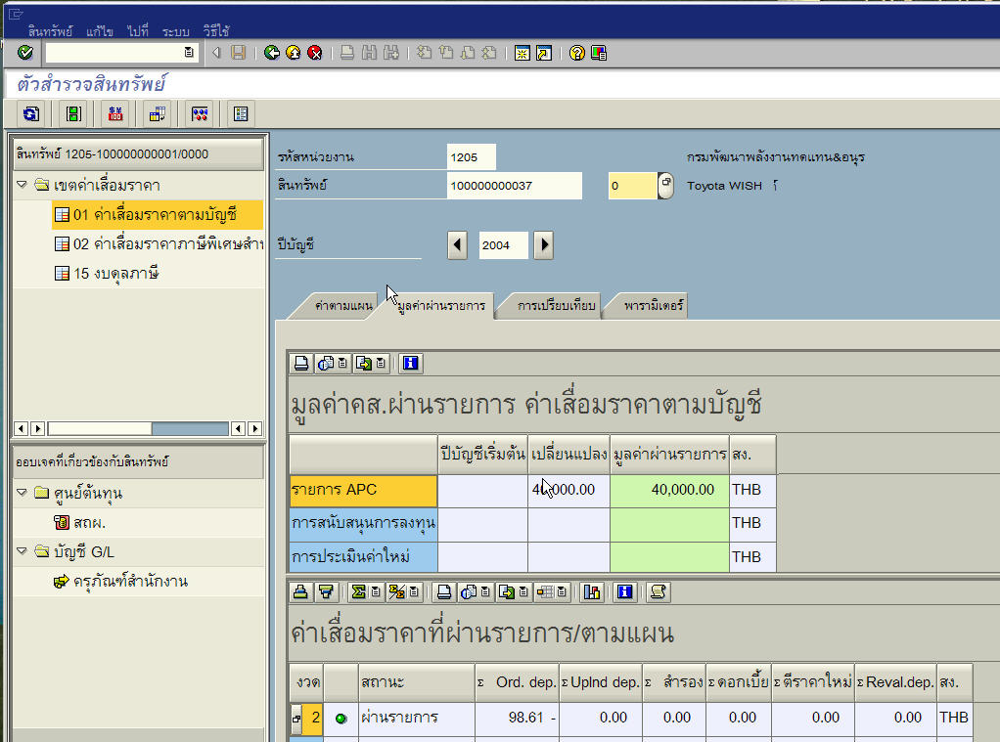 สินทรัพย์ แก้ไข ไปที่ ระบบ วิธีใช้
ตัวสำรวจสินทรัพย์
สินทรัพย์ 1205-100000000001/0000
เขตค่าเสื่อมราคา
01 ค่าเสื่อมราคาตามบัญชี
02 ค่าเสื่อมราคาภาษีพิเศษสำห
15 งบดุลภาษี
ออบเจคที่เกี่ยวข้องกับสินทรัพย์
ศูนย์ต้นทุน
สถผ.
บัญชี G/L
ครุภัณฑ์สำนักงาน
รหัสหน่วยงาน 1205 กรมพัฒนาพลังงานทดแทน&อนุร
สินทรัพย์ 100000000037 0 Toyota WISH
ปีบัญชี 2004
ค่าตามแผน มูลค่าผ่านรายการ การเปรียบเทียบ พารามิเตอร์
มูลค่าคส.ผ่านรายการ ค่าเสื่อมราคาตามบัญชี
ปีบัญชีเริ่มต้น เปลี่ยนแปลง มูลค่าผ่านรายการ สง.
รายการ APC 40,000.00 40,000.00 THB
การสนับสนุนการลงทุน THB
การประเมินค่าใหม่ THB
ค่าเสื่อมราคาที่ผ่านรายการ/ตามแผน
งวด สถานะ Σ Ord. dep. Σ Uplnd dep. Σ สำรอง Σ ดอกเบี้ย Σ ตีราคาใหม่ Σ Reval.dep. สง.
2 ผ่านรายการ 98.61 - 0.00 0.00 0.00 0.00 0.00 THB